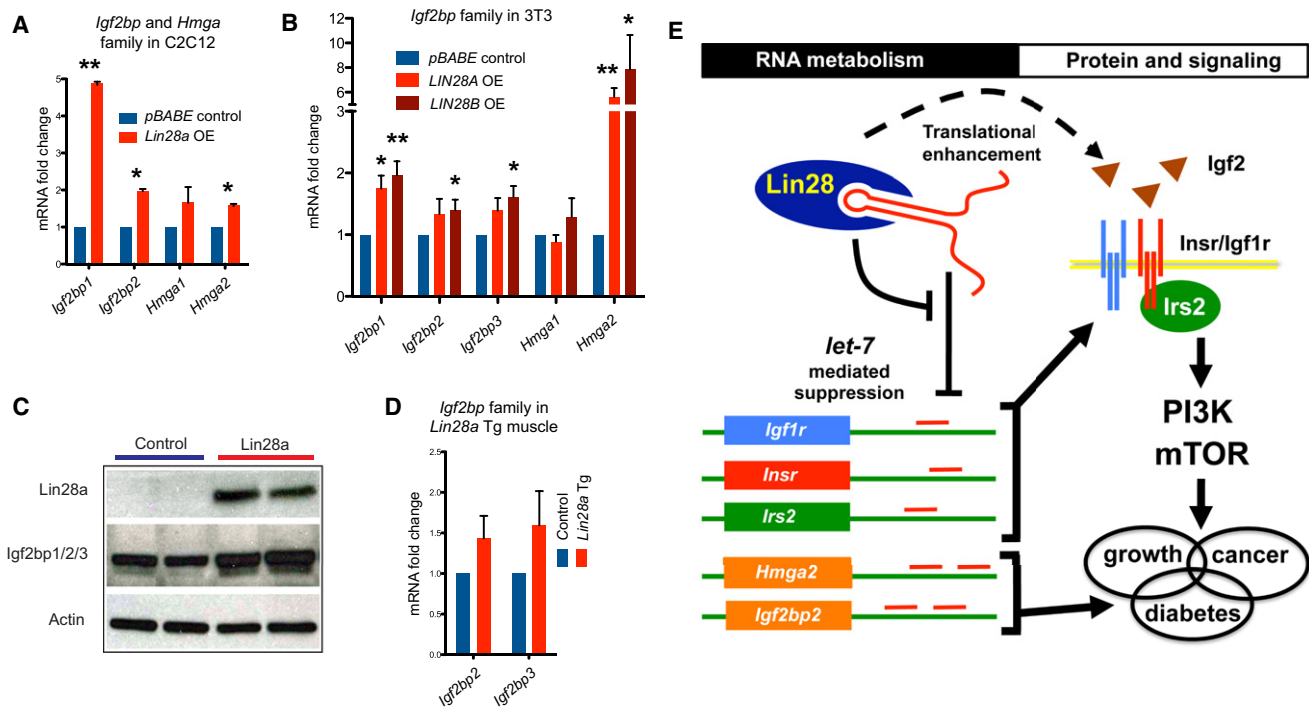 A
Igf2bp and Hmga
family in C2C12
mRNA fold change
5
4
3
2
1
0
**
*
*
pBABE control
Lin28a OE
Igf2bp1
Igf2bp2
Hmga1
Hmga2
B
Igf2bp family in 3T3
mRNA fold change
12
10
8
6
4
3
2
1
0
pBABE control
LIN28A OE
LIN28B OE
*
**
*
*
**
*
Igf2bp1
Igf2bp2
Igf2bp3
Hmga1
Hmga2
C
Control
Lin28a
Lin28a
Igf2bp1/2/3
Actin
D
Igf2bp family in
Lin28a Tg muscle
mRNA fold change
2.5
2.0
1.5
1.0
0.5
0.0
Control
Lin28a Tg
Igf2bp2
Igf2bp3
E
RNA metabolism
Protein and signaling
Translational
enhancement
Lin28
Igf2
Insr/Igf1r
Irs2
let-7
mediated
suppression
Igf1r
Insr
Irs2
Hmga2
Igf2bp2
PI3K
mTOR
growth
cancer
diabetes